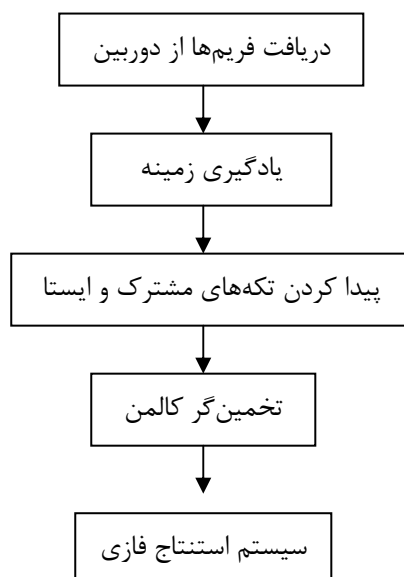 دریافت فریم‌ها از دوربین
یادگیری زمینه
پیدا کردن تکه‌های مشترک و ایستا
تخمین‌گر کالمن
سیستم استنتاج فازی